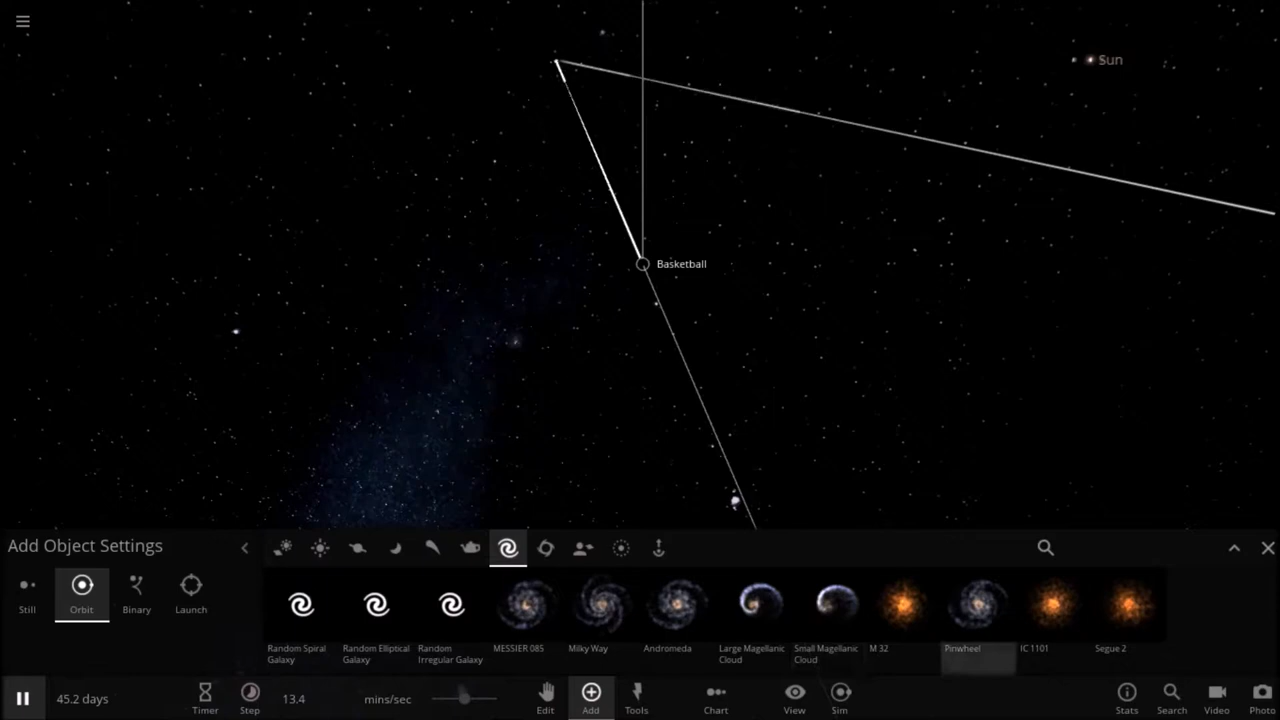 Sun
Basketball
Add Object Settings
Still
Orbit
Binary
Launch
Random Spiral
Galaxy
Random Elliptical
Galaxy
Random
Irregular Galaxy
MESSIER 085
Milky Way
Andromeda
Large Magellanic
Cloud
Small Magellanic
Cloud
M 32
Pinwheel
IC 1101
Segue 2
45.2 days
Timer
Step
13.4
mins/sec
Edit
Add
Tools
Chart
View
Sim
Stats
Search
Video
Photo